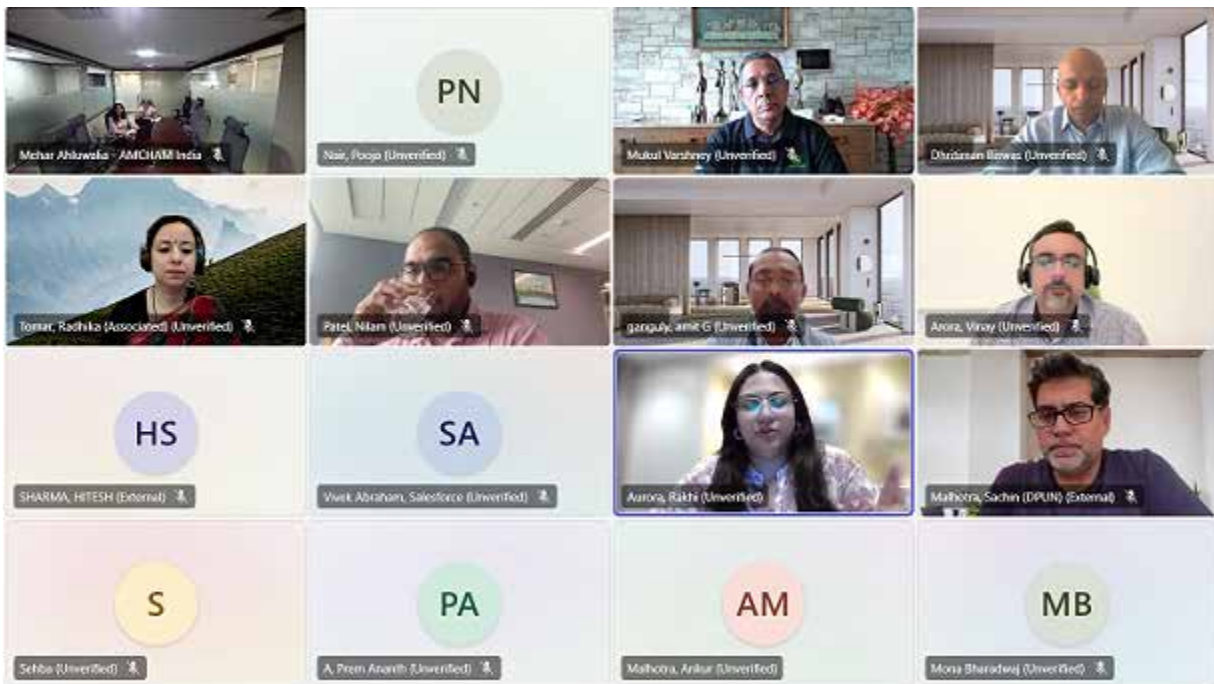 Mehar Ahluwalia - AMCHAM India
PN
Nair, Pooja (Unverified)
Mukul Varshney (Unverified)
Dhritiman Biswas (Unverified)
Tomar, Radhika (Associated) (Unverified)
Patel, Nilam (Unverified)
ganguly, amit G (Unverified)
Arora, Vinay (Unverified)
HS
SHARMA, HITESH (External)
SA
Vivek Abraham, Salesforce (Unverified)
Aurora, Rakhi (Unverified)
Malhotra, Sachin (DPUN) (External)
S
Sehba (Unverified)
PA
A, Prem Ananth (Unverified)
AM
Malhotra, Ankur (Unverified)
MB
Mona Bharadwaj (Unverified)